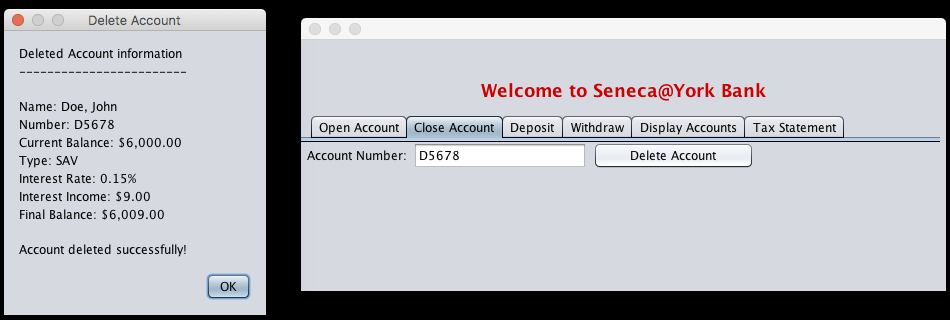 Delete Account
Deleted Account information
------------------------
Name: Doe, John
Number: D5678
Current Balance: $6,000.00
Type: SAV
Interest Rate: 0.15%
Interest Income: $9.00
Final Balance: $6,009.00
Account deleted successfully!
OK
Welcome to Seneca@York Bank
Open Account Close Account Deposit Withdraw Display Accounts Tax Statement
Account Number: D5678 Delete Account